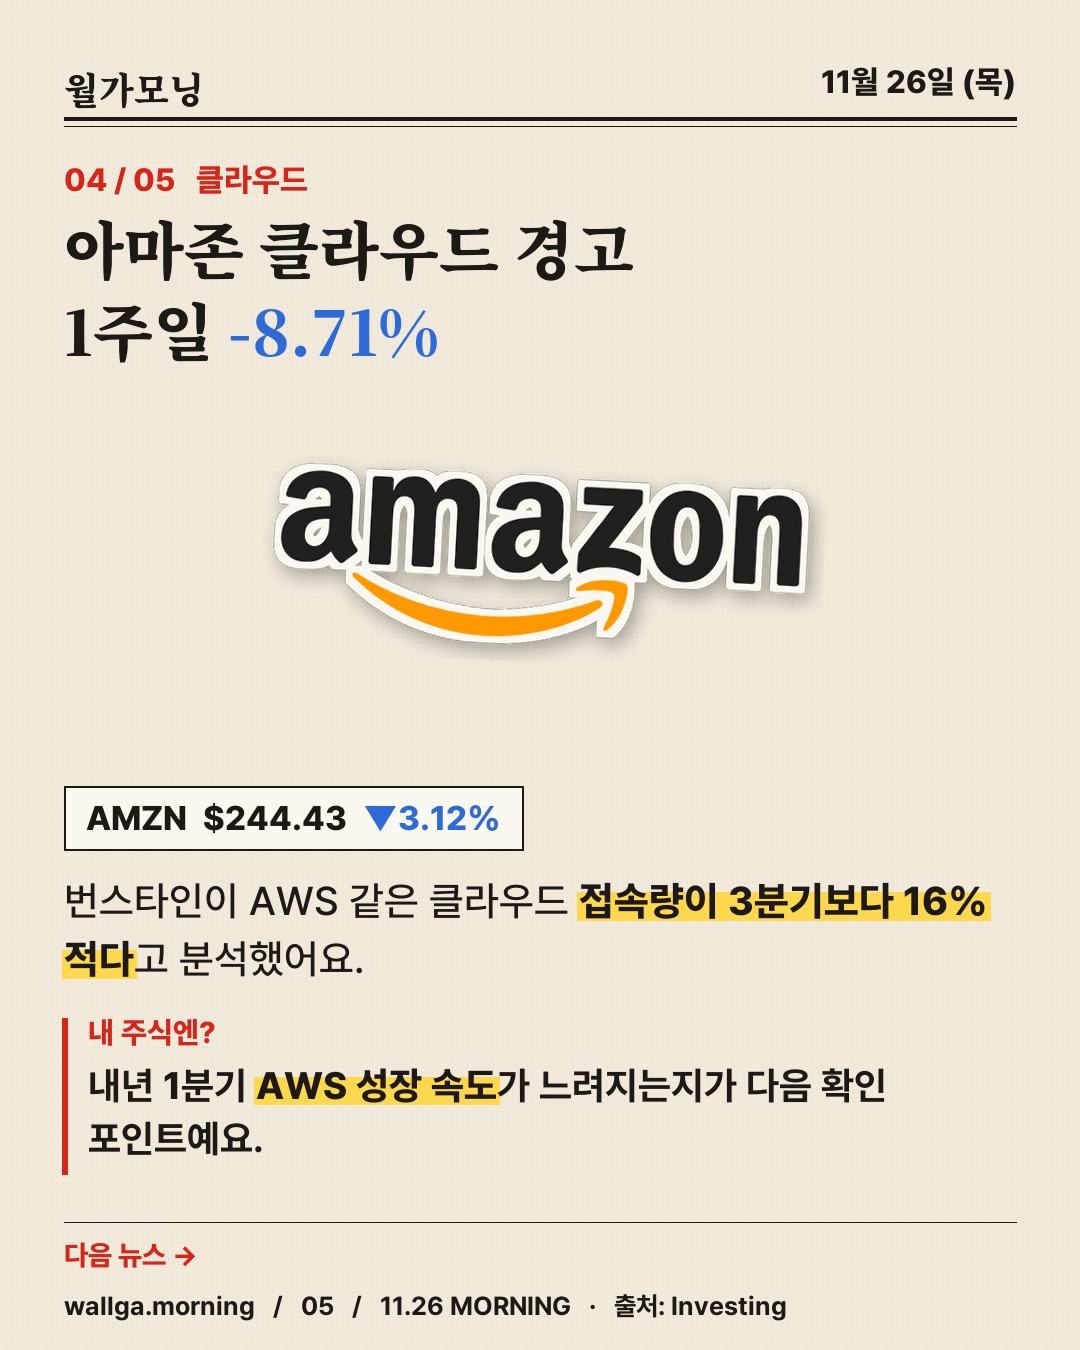 월가모닝
11월 26일 (목)
04 / 05 클라우드
아마존 클라우드 경고
1주일 -8.71%
amazon
AMZN $244.43 ▼3.12%
번스타인이 AWS 같은 클라우드 접속량이 3분기보다 16%
적다고 분석했어요.
내 주식엔?
내년 1분기 AWS 성장 속도가 느려지는지가 다음 확인
포인트예요.
다음 뉴스 →
wallga.morning / 05 / 11.26 MORNING · 출처: Investing